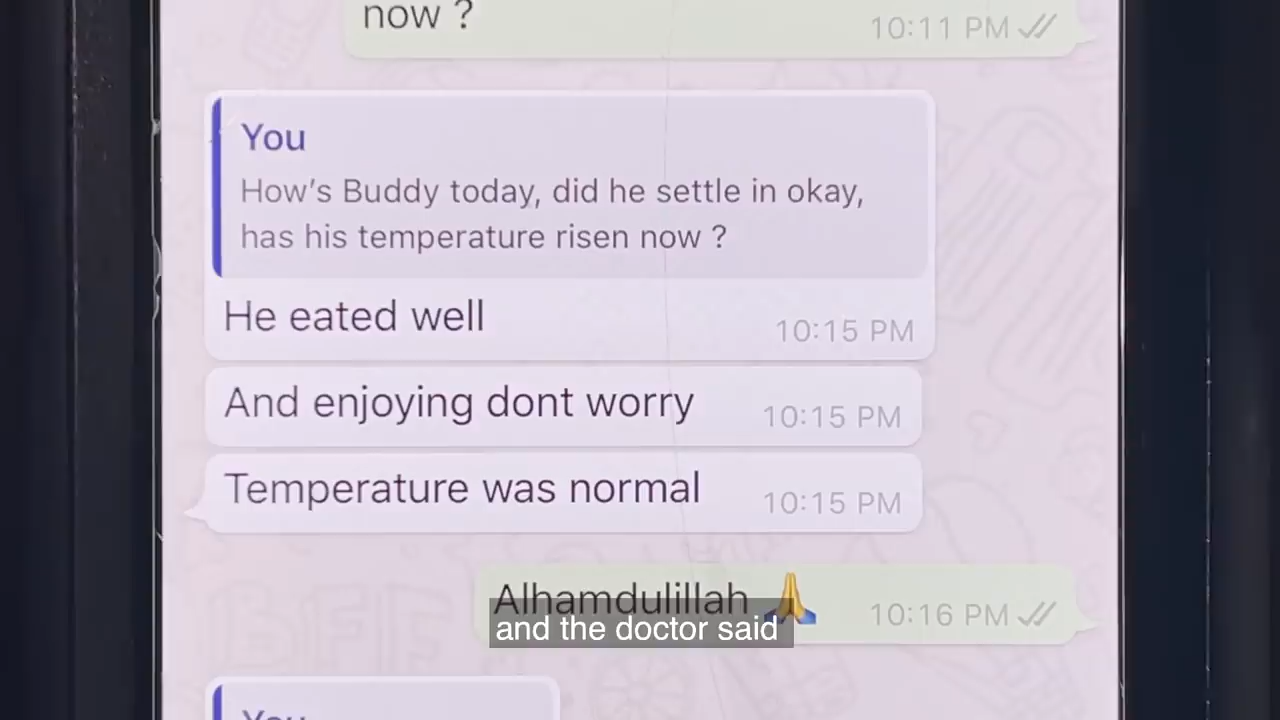 now ?
10:11 PM
You
How's Buddy today, did he settle in okay,
has his temperature risen now ?
He eated well
10:15 PM
And enjoying dont worry
10:15 PM
Temperature was normal
10:15 PM
Alhamdulillah 🙏
10:16 PM
and the doctor said
You